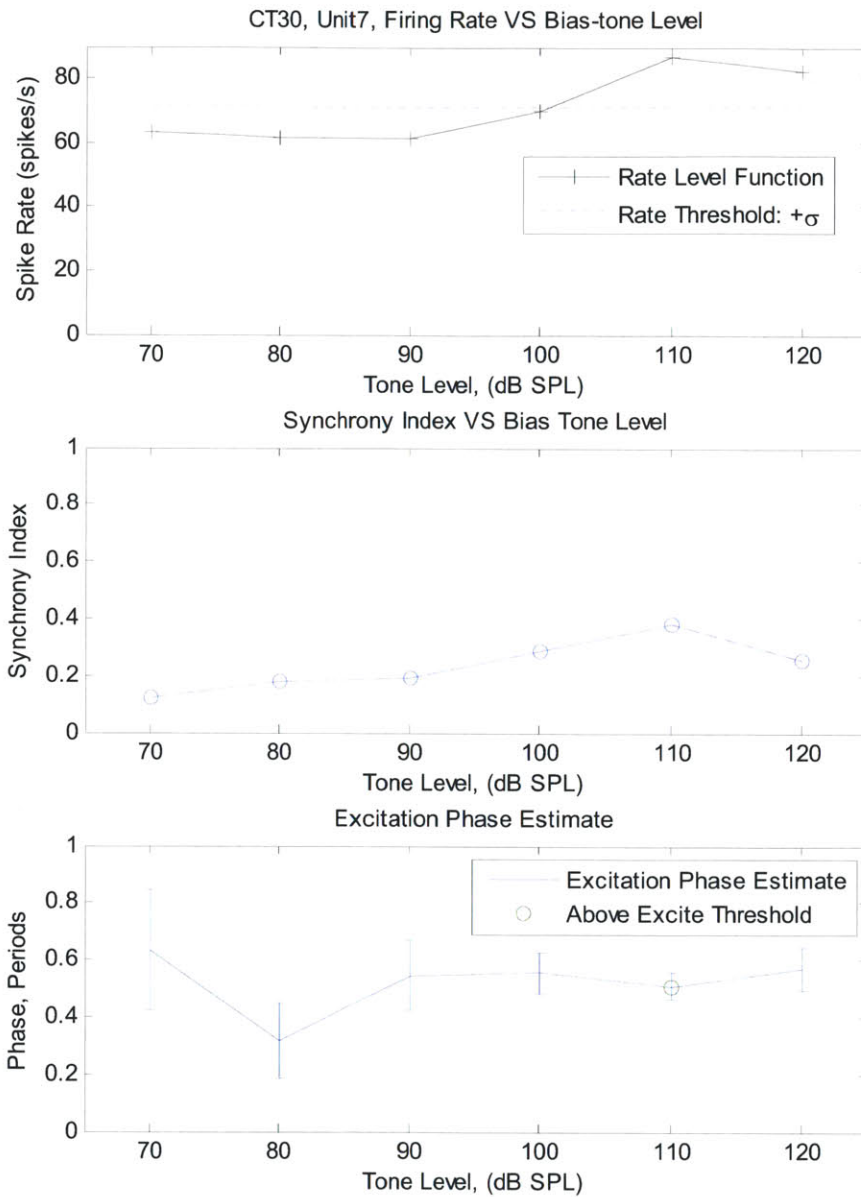 CT30, Unit7, Firing Rate VS Bias-tone Level
80
60
40
20
0
Spike Rate (spikes/s)
Rate Level Function
Rate Threshold: +σ
70 80 90 100 110 120
Tone Level, (dB SPL)
Synchrony Index VS Bias Tone Level
1
0.8
0.6
0.4
0.2
0
Synchrony Index
70 80 90 100 110 120
Tone Level, (dB SPL)
Excitation Phase Estimate
1
0.8
0.6
0.4
0.2
0
Phase, Periods
Excitation Phase Estimate
Above Excite Threshold
70 80 90 100 110 120
Tone Level, (dB SPL)